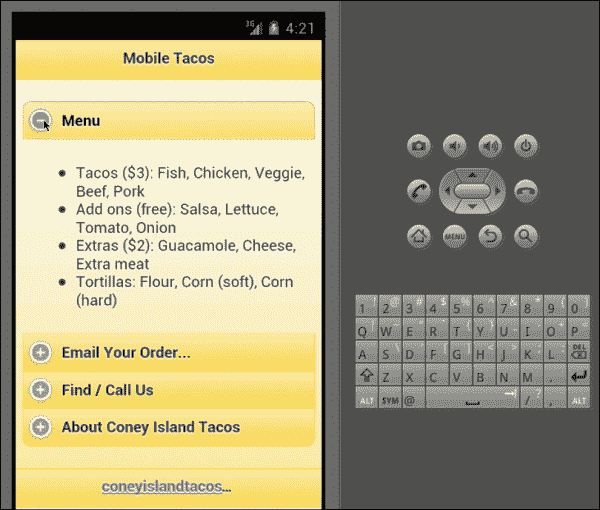 3G 4:21
Mobile Tacos
Menu
Tacos ($3): Fish, Chicken, Veggie,
Beef, Pork
Add ons (free): Salsa, Lettuce,
Tomato, Onion
Extras ($2): Guacamole, Cheese,
Extra meat
Tortillas: Flour, Corn (soft), Corn
(hard)
Email Your Order...
Find / Call Us
About Coney Island Tacos
coneyislandtacos...
MENU
1 ! 2 @ 3 # 4 $ 5 % 6 ^ 7 & 8 * 9 ( 0 )
Q W E R T Y U I O P
A S D F G H J K L DEL
Z X C V B N M .
ALT SYM @ / ? , ALT